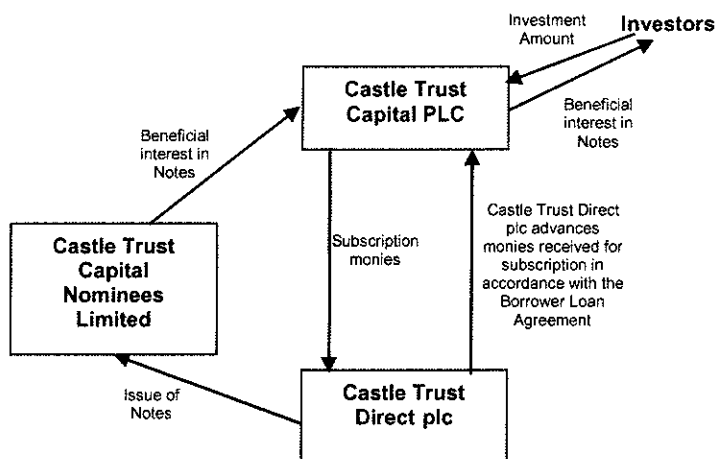 Investment
Amount
Investors
Castle Trust
Capital PLC
Beneficial
interest in
Notes
Beneficial
interest in
Notes
Castle Trust
Capital
Nominees
Limited
Subscription
monies
Castle Trust Direct
plc advances
monies received for
subscription in
accordance with the
Borrower Loan
Agreement
Issue of
Notes
Castle Trust
Direct plc